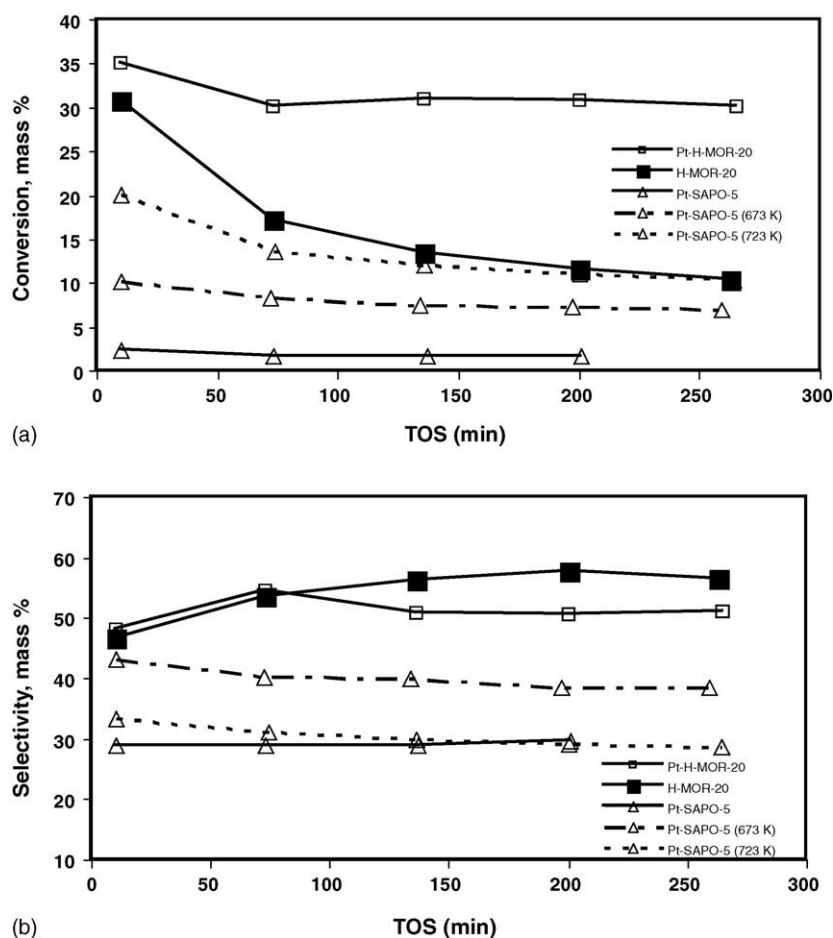 40
35
30
25
20
15
10
5
0
Conversion, mass %
Pt-H-MOR-20
H-MOR-20
Pt-SAPO-5
Pt-SAPO-5 (673 K)
Pt-SAPO-5 (723 K)
0 50 100 150 200 250 300
(a)
TOS (min)
70
60
50
40
30
20
10
Selectivity, mass %
Pt-H-MOR-20
H-MOR-20
Pt-SAPO-5
Pt-SAPO-5 (673 K)
Pt-SAPO-5 (723 K)
0 50 100 150 200 250 300
(b)
TOS (min)